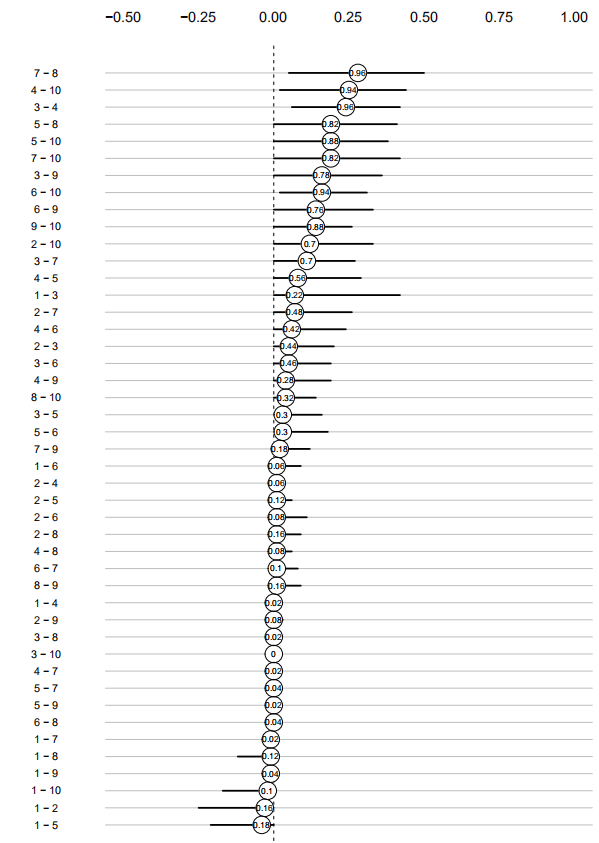 −0.50 −0.25 0.00 0.25 0.50 0.75 1.00
7 − 8 0.96
4 − 10 0.94
3 − 4 0.96
5 − 8 0.82
5 − 10 0.88
7 − 10 0.82
3 − 9 0.78
6 − 10 0.94
6 − 9 0.76
9 − 10 0.88
2 − 10 0.7
3 − 7 0.7
4 − 5 0.56
1 − 3 0.22
2 − 7 0.48
4 − 6 0.42
2 − 3 0.44
3 − 6 0.46
4 − 9 0.28
8 − 10 0.32
3 − 5 0.3
5 − 6 0.3
7 − 9 0.18
1 − 6 0.06
2 − 4 0.06
2 − 5 0.12
2 − 6 0.08
2 − 8 0.16
4 − 8 0.08
6 − 7 0.1
8 − 9 0.16
1 − 4 0.02
2 − 9 0.08
3 − 8 0.02
3 − 10 0
4 − 7 0.02
5 − 7 0.04
5 − 9 0.02
6 − 8 0.04
1 − 7 0.02
1 − 8 0.12
1 − 9 0.04
1 − 10 0.1
1 − 2 0.16
1 − 5 0.18